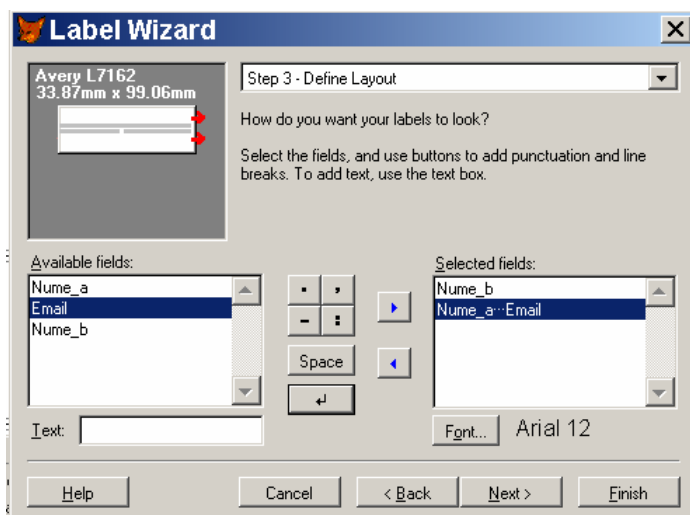 Label Wizard
Avery L7162
33.87mm x 99.06mm
Step 3 - Define Layout
How do you want your labels to look?
Select the fields, and use buttons to add punctuation and line
breaks. To add text, use the text box.
Available fields:
Nume_a
Email
Nume_b
. ,
- :
Space
↵
Text:
Selected fields:
Nume_b
Nume_a···Email
Font... Arial 12
Help Cancel < Back Next > Finish